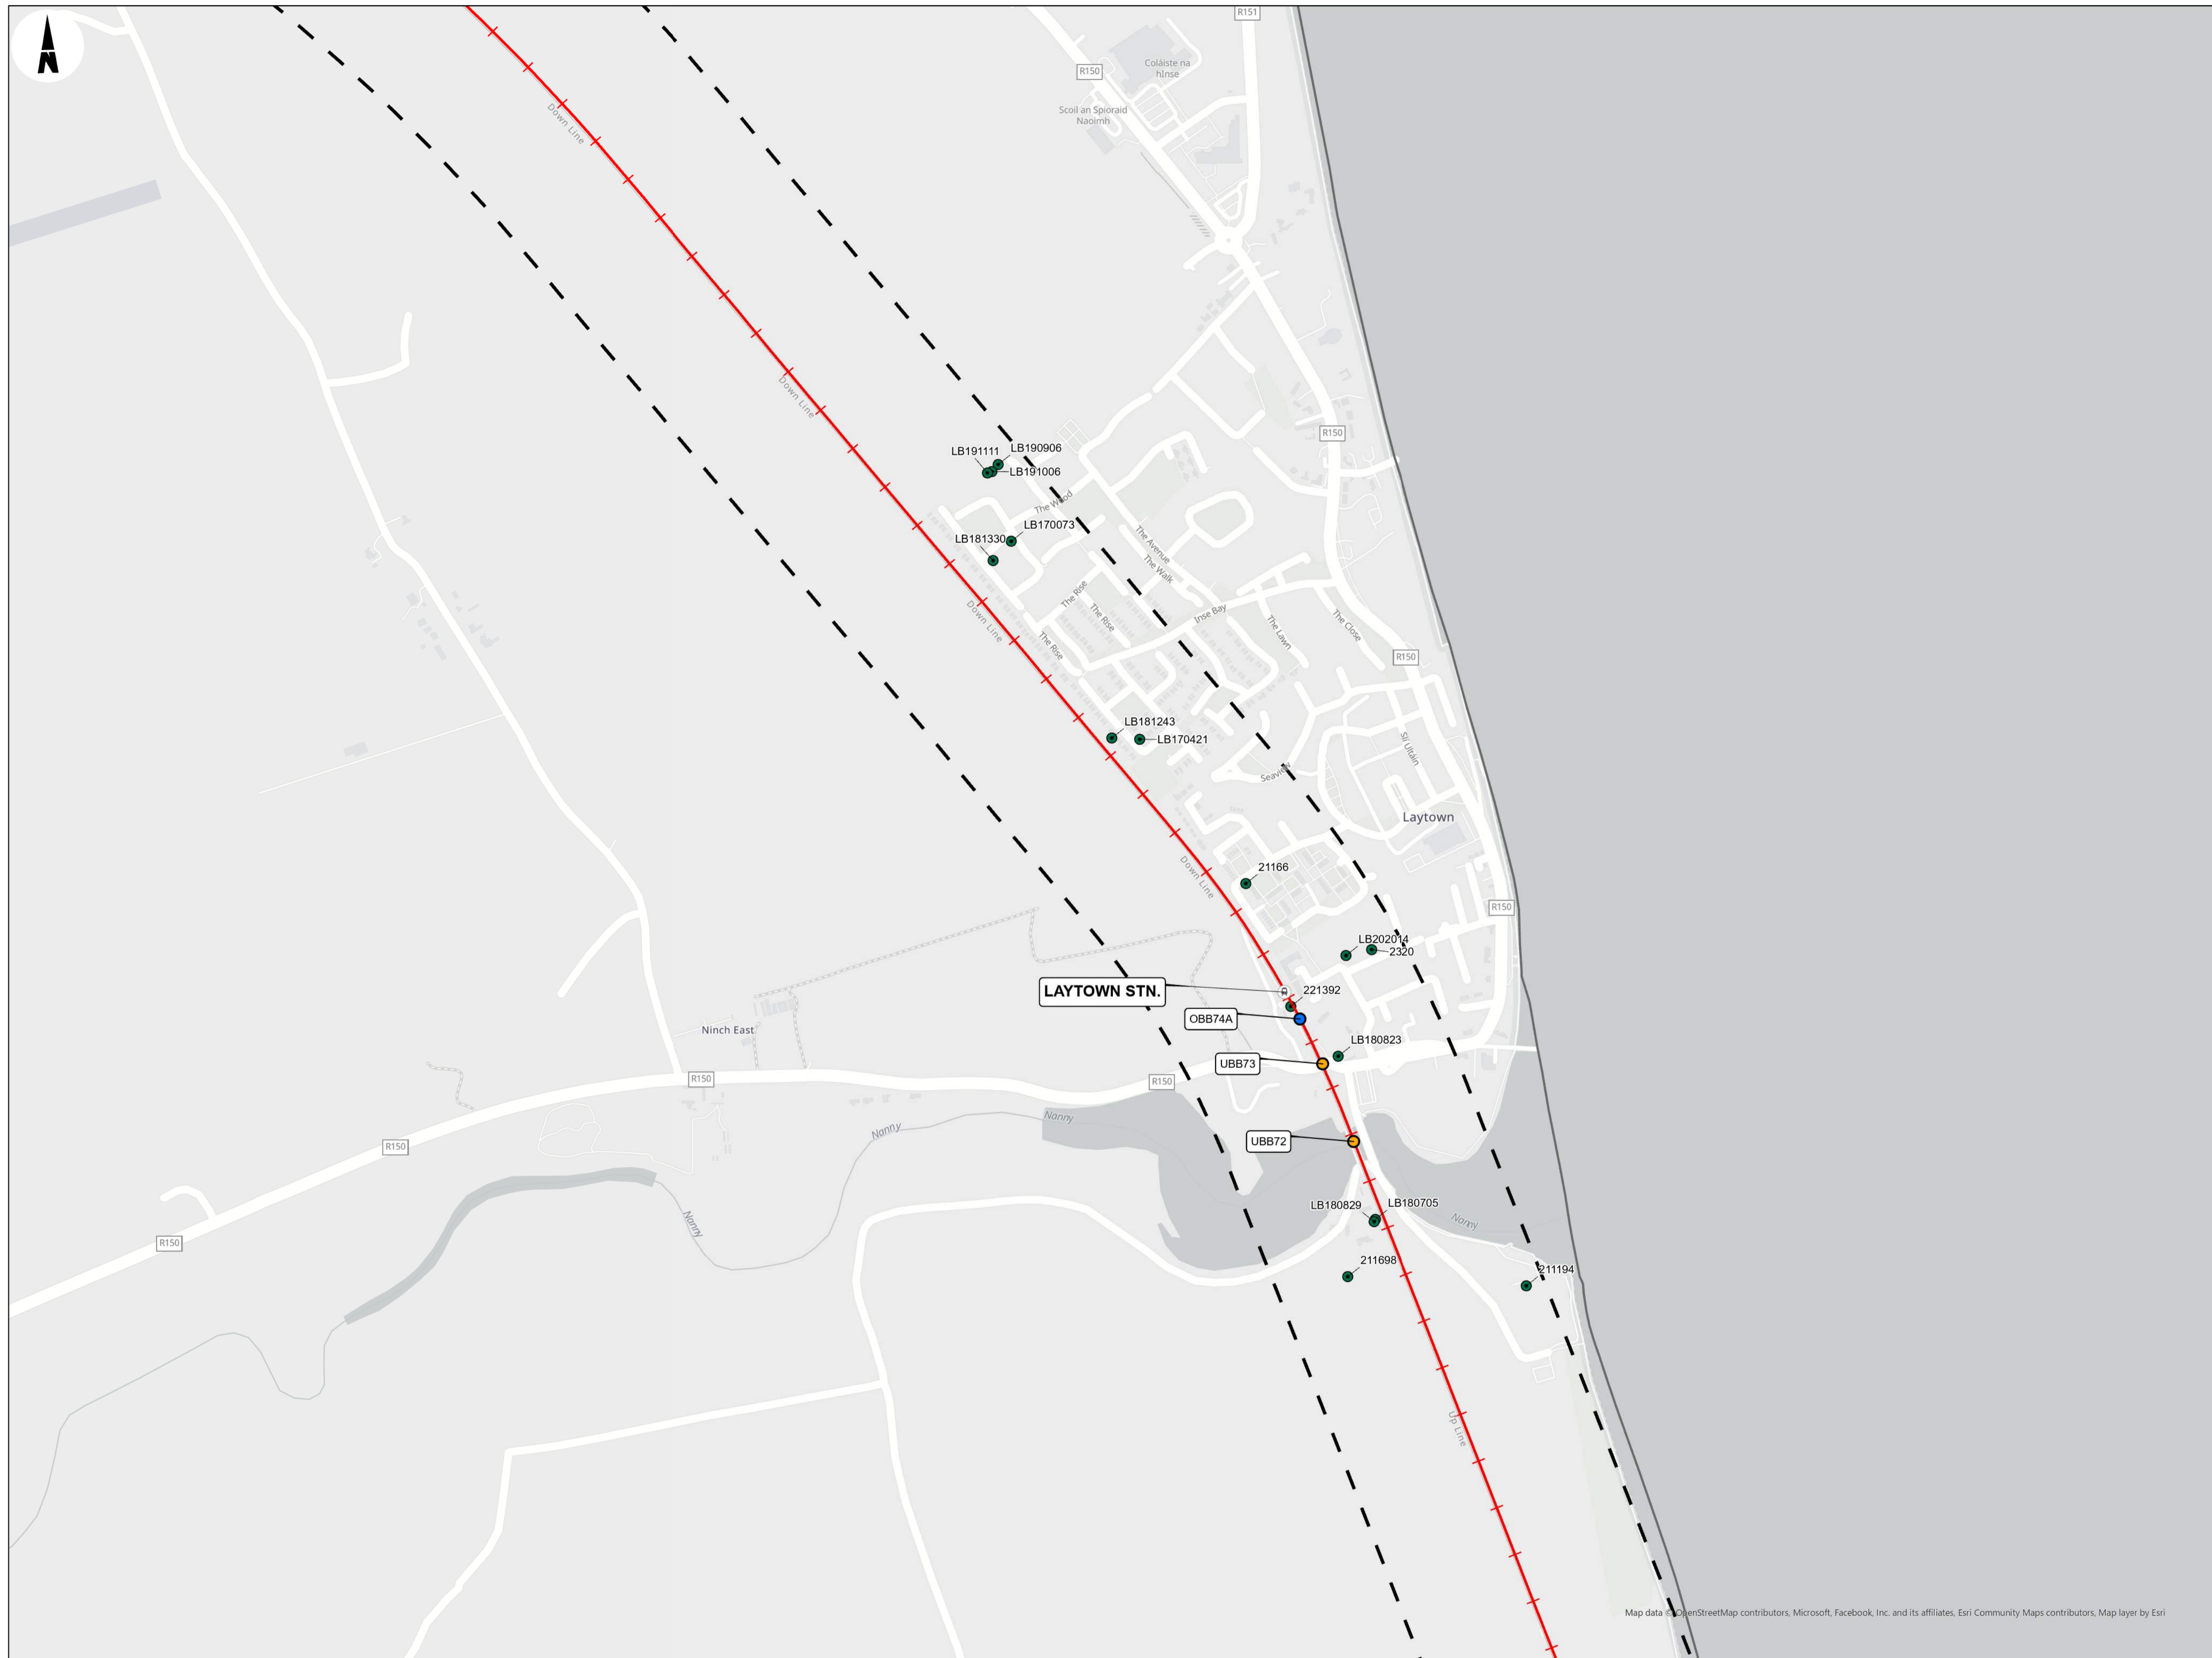 R151
N
R150
Coláiste na
hInse
Scoil an Spioraid
Naoimh
Down Line
Down Line
R150
LB191111
LB190906
LB191006
The Wood
LB170073
LB181330
The Avenue
The Walk
The Rise
The Rise
The Rise
Inse Bay
The Lawn
The Close
Down Line
R150
LB181243
LB170421
Síl Ultáin
Seaview
Laytown
21166
Down Line
R150
LB202014
2320
LAYTOWN STN.
221392
OBB74A
Ninch East
LB180823
UBB73
R150
R150
Nanny
Nanny
UBB72
R150
LB180829
LB180705
Nanny
Nanny
R150
211698
211194
Up Line
Map data © OpenStreetMap contributors, Microsoft, Facebook, Inc. and its affiliates, Esri Community Maps contributors, Map layer by Esri